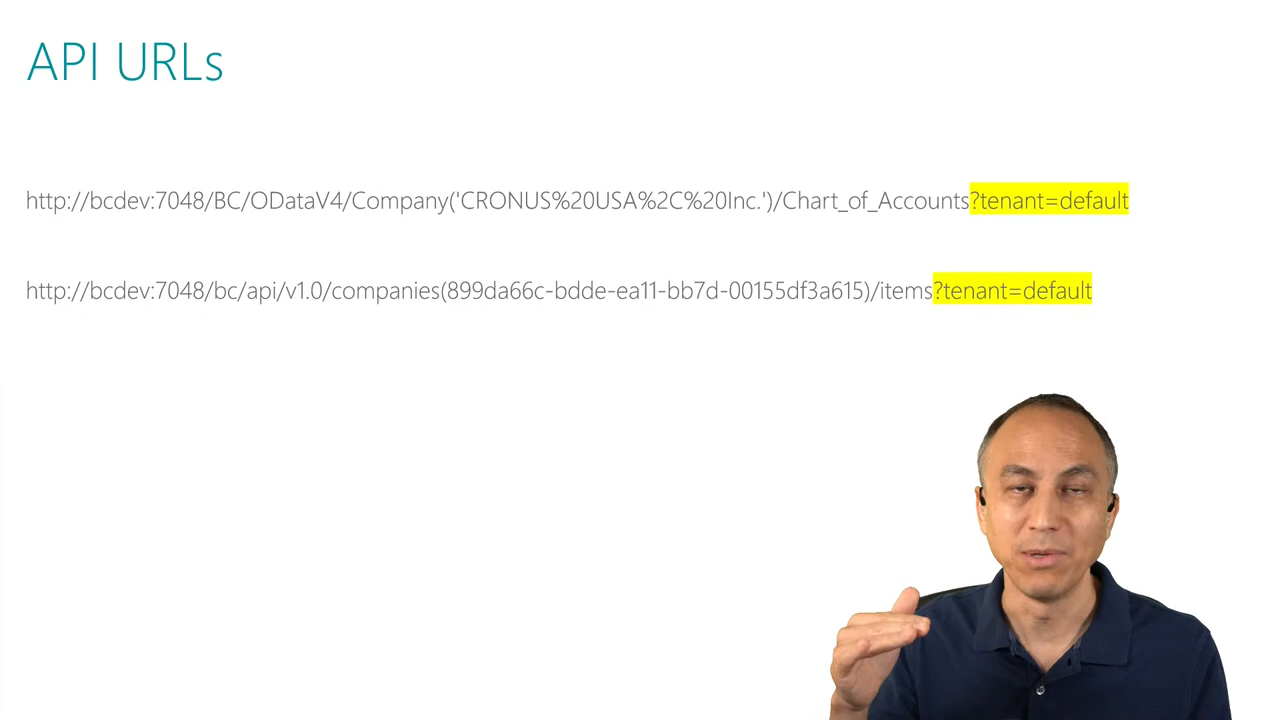 API URLs
http://bcdev:7048/BC/ODataV4/Company('CRONUS%20USA%2C%20Inc.')/Chart_of_Accounts?tenant=default
http://bcdev:7048/bc/api/v1.0/companies(899da66c-bdde-ea11-bb7d-00155df3a615)/items?tenant=default